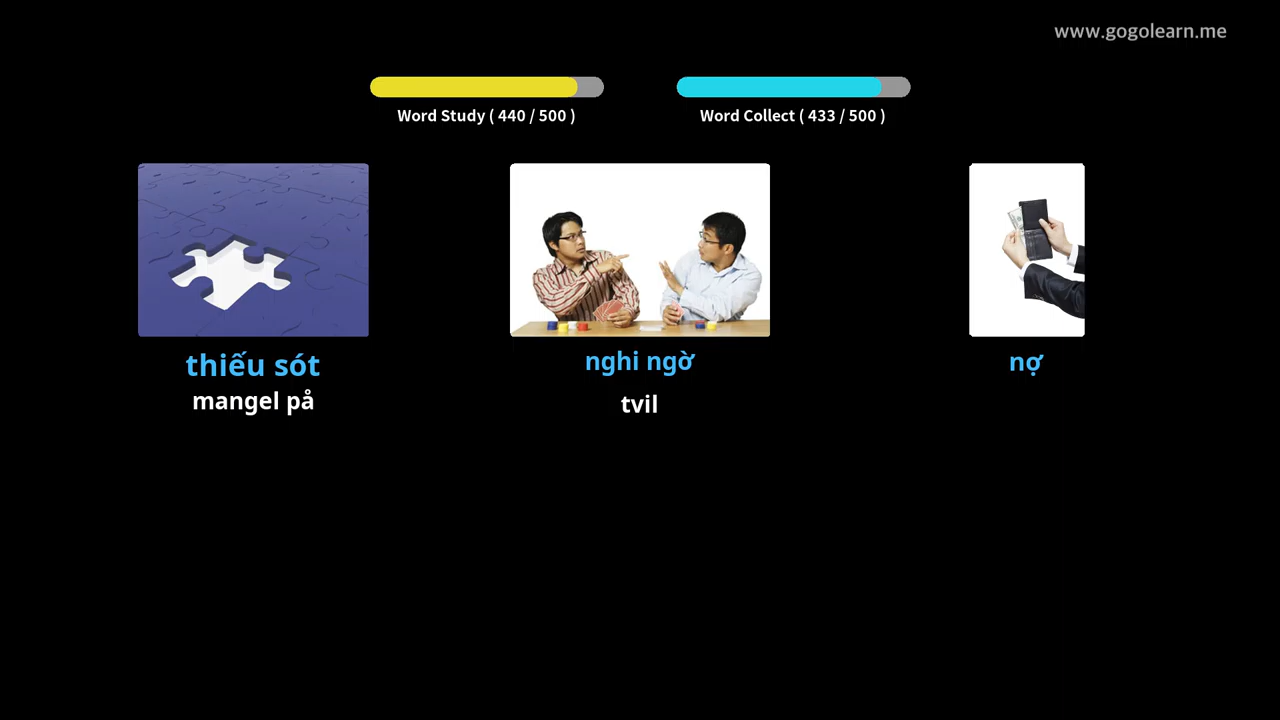 www.gogolearn.me
Word Study ( 440 / 500 )
Word Collect ( 433 / 500 )
thiếu sót
mangel på
nghi ngờ
tvil
nợ